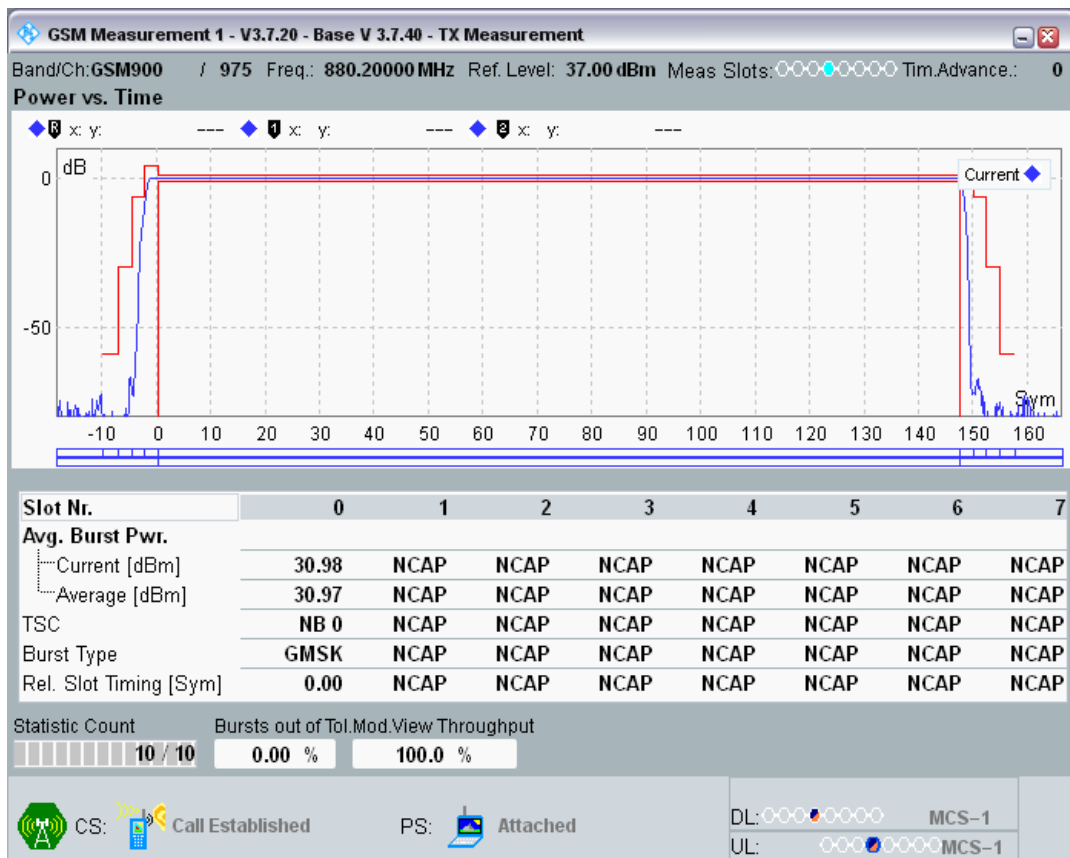 GSM Measurement 1 - V3.7.20 - Base V 3.7.40 - TX Measurement
Band/Ch:GSM900 / 975 Freq.: 880.20000 MHz Ref. Level: 37.00 dBm Meas Slots: Tim.Advance.: 0
Power vs. Time
R x: y: --- 1 x: y: --- 2 x: y: ---
dB
Current
0
-50
Sym
-10 0 10 20 30 40 50 60 70 80 90 100 110 120 130 140 150 160
Slot Nr. 0 1 2 3 4 5 6 7
Avg. Burst Pwr.
Current [dBm] 30.98 NCAP NCAP NCAP NCAP NCAP NCAP NCAP
Average [dBm] 30.97 NCAP NCAP NCAP NCAP NCAP NCAP NCAP
TSC NB 0 NCAP NCAP NCAP NCAP NCAP NCAP NCAP
Burst Type GMSK NCAP NCAP NCAP NCAP NCAP NCAP NCAP
Rel. Slot Timing [Sym] 0.00 NCAP NCAP NCAP NCAP NCAP NCAP NCAP
Statistic Count Bursts out of Tol.Mod.View Throughput
10 / 10 0.00 % 100.0 %
CS: Call Established PS: Attached
DL: MCS-1
UL: MCS-1